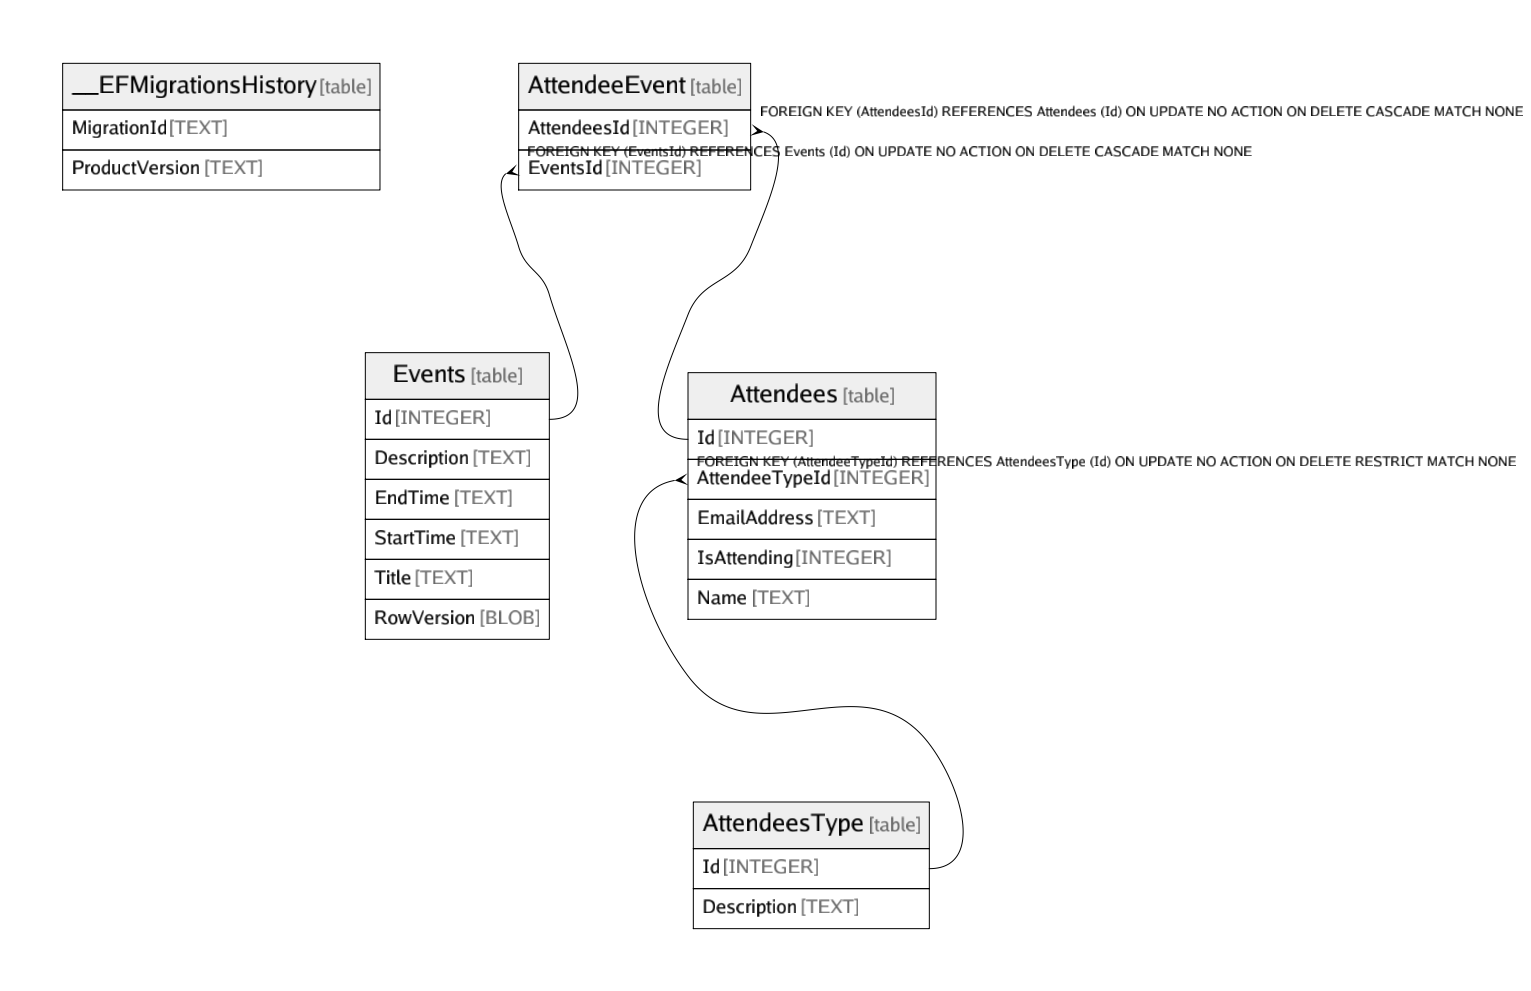 __EFMigrationsHistory [table]
MigrationId [TEXT]
ProductVersion [TEXT]
AttendeeEvent [table]
AttendeesId [INTEGER]
EventsId [INTEGER]
FOREIGN KEY (AttendeesId) REFERENCES Attendees (Id) ON UPDATE NO ACTION ON DELETE CASCADE MATCH NONE
FOREIGN KEY (EventsId) REFERENCES Events (Id) ON UPDATE NO ACTION ON DELETE CASCADE MATCH NONE
Events [table]
Id [INTEGER]
Description [TEXT]
EndTime [TEXT]
StartTime [TEXT]
Title [TEXT]
RowVersion [BLOB]
Attendees [table]
Id [INTEGER]
FOREIGN KEY (AttendeeTypeId) REFERENCES AttendeesType (Id) ON UPDATE NO ACTION ON DELETE RESTRICT MATCH NONE
AttendeeTypeId [INTEGER]
EmailAddress [TEXT]
IsAttending [INTEGER]
Name [TEXT]
AttendeesType [table]
Id [INTEGER]
Description [TEXT]